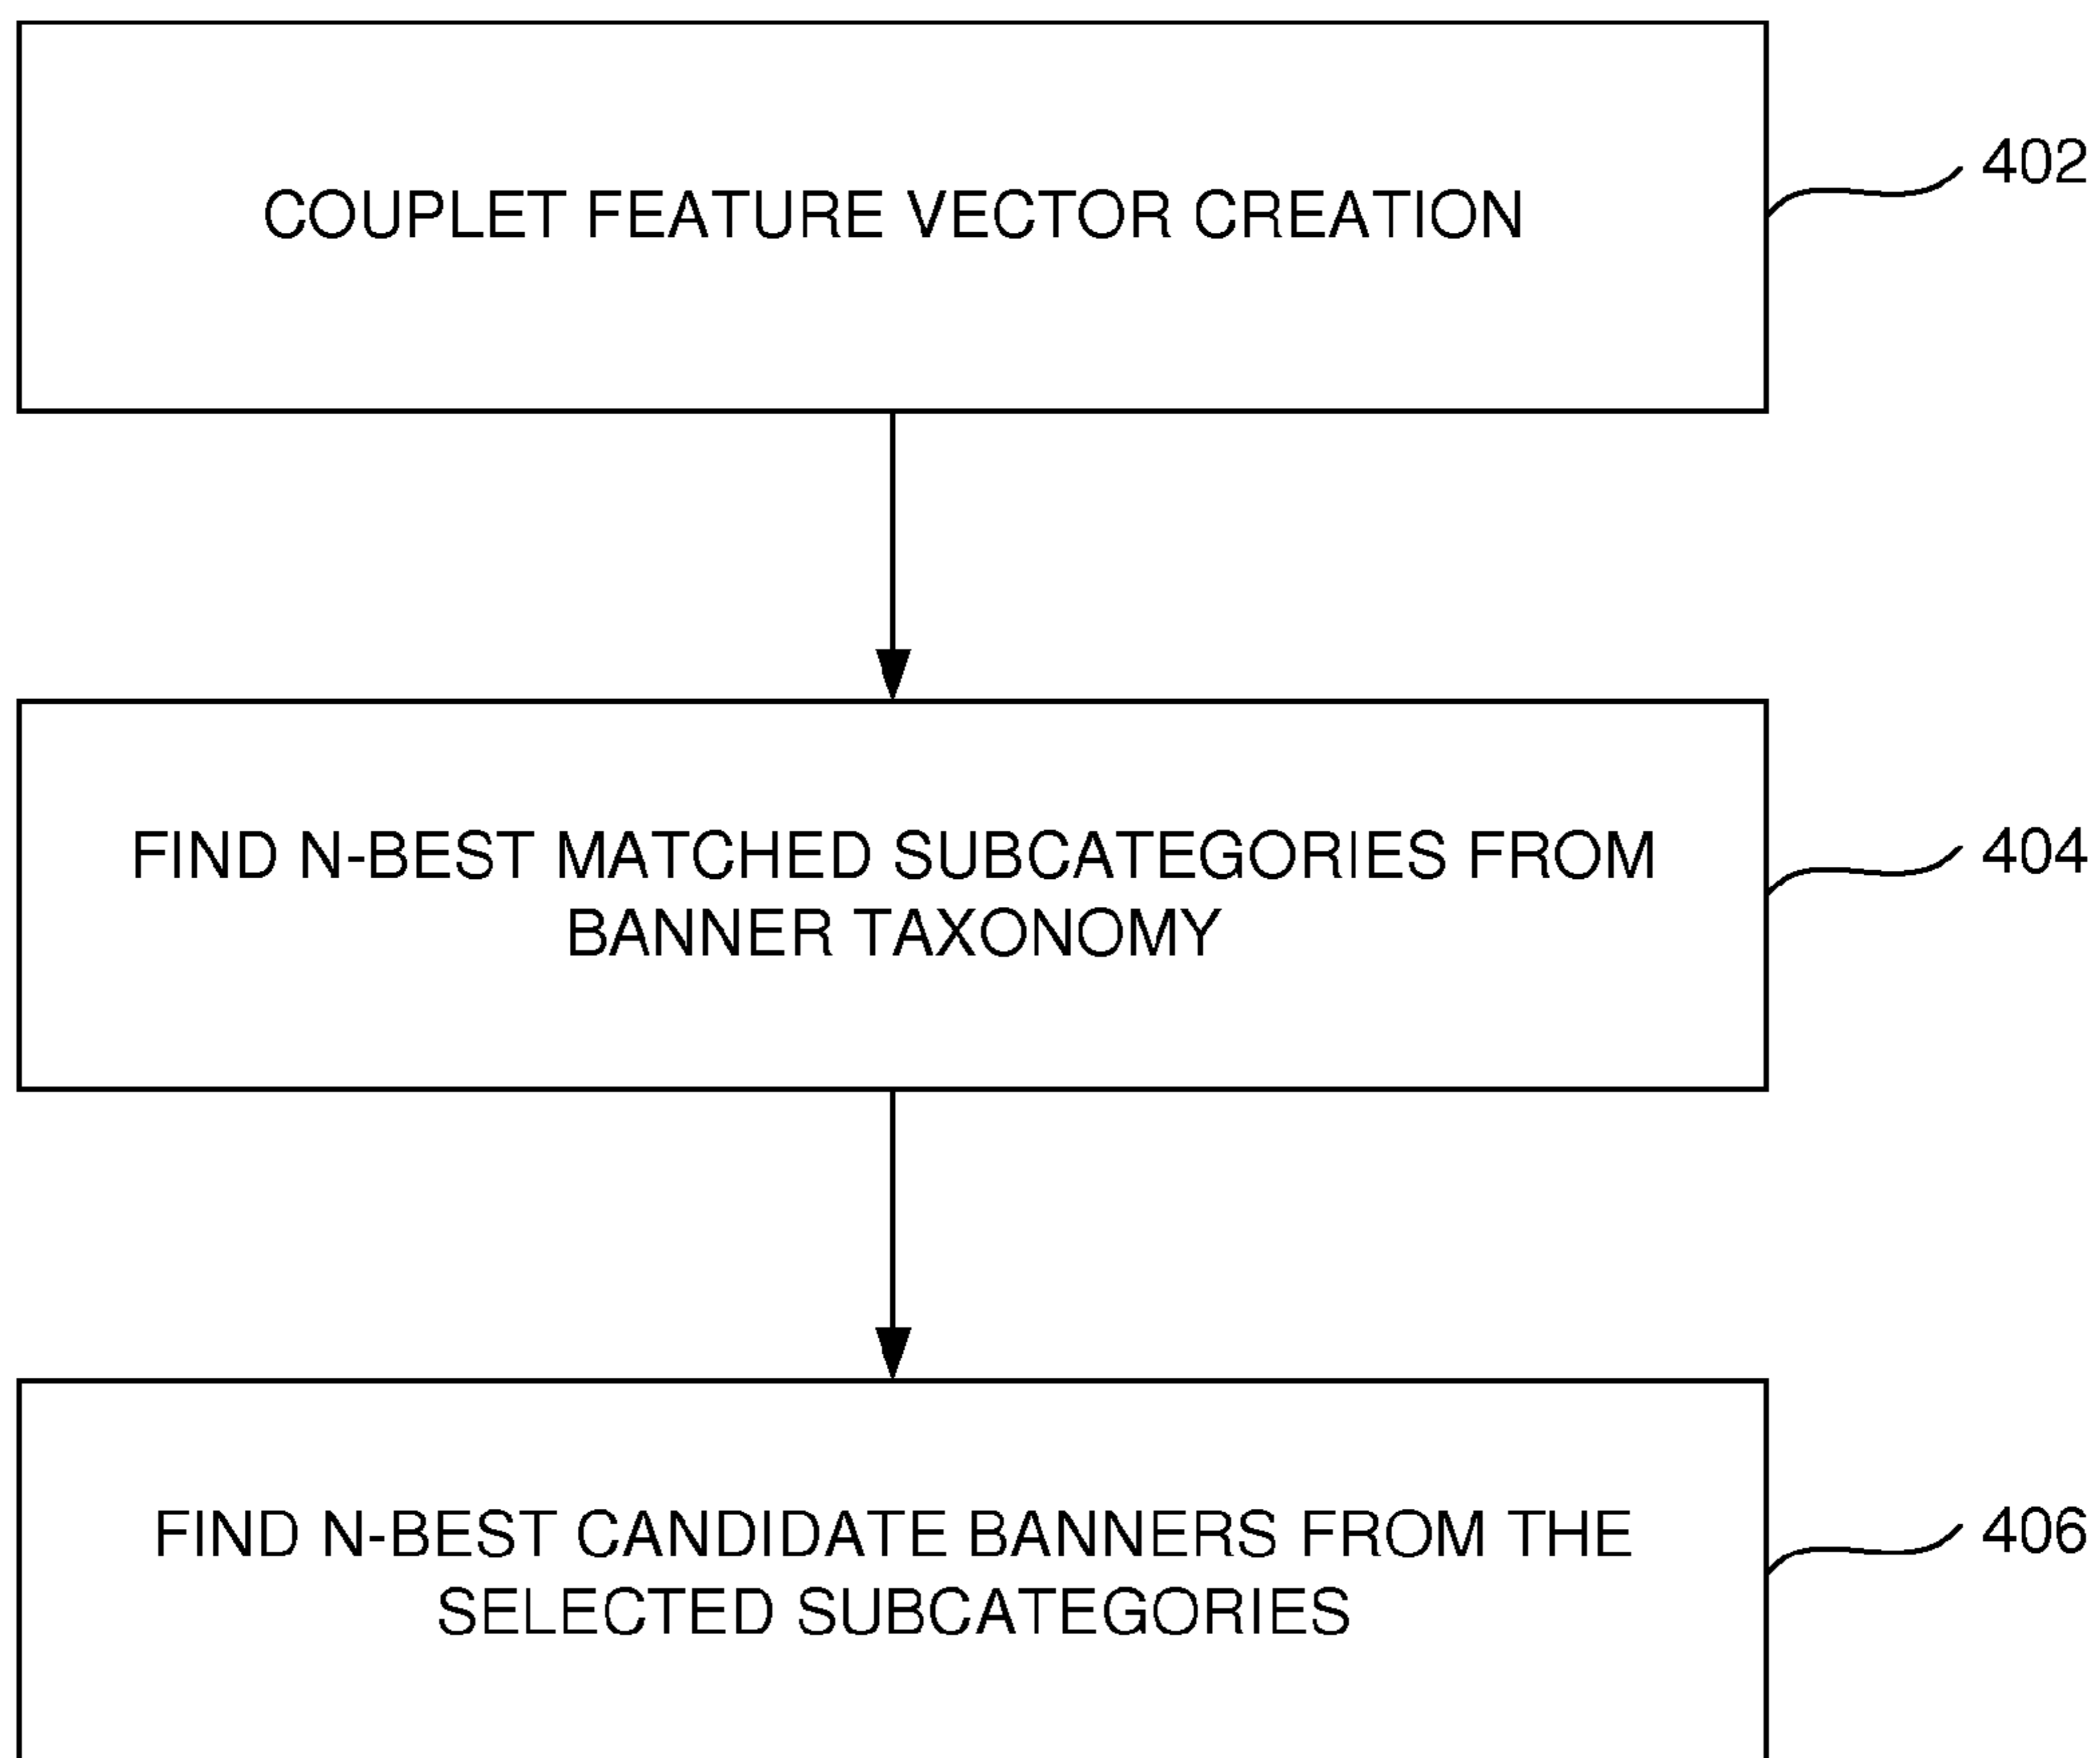 COUPLET FEATURE VECTOR CREATION
402
FIND N-BEST MATCHED SUBCATEGORIES FROM
BANNER TAXONOMY
404
FIND N-BEST CANDIDATE BANNERS FROM THE
SELECTED SUBCATEGORIES
406